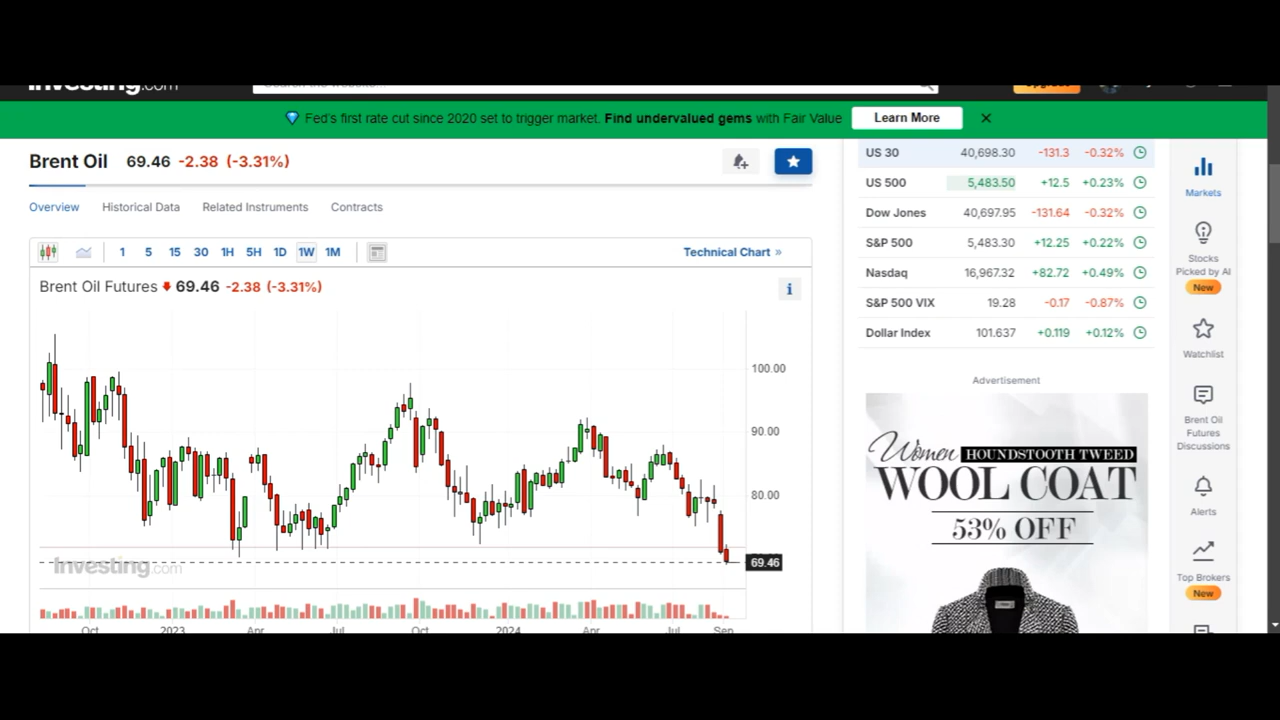 Investing.com
Search the website...
Fed's first rate cut since 2020 set to trigger market. Find undervalued gems with Fair Value
Learn More
Brent Oil 69.46 -2.38 (-3.31%)
Overview Historical Data Related Instruments Contracts
1 5 15 30 1H 5H 1D 1W 1M
Technical Chart »
Brent Oil Futures 69.46 -2.38 (-3.31%)
100.00
90.00
80.00
69.46
Investing.com
Oct 2023 Apr Jul Oct 2024 Apr Jul Sep
US 30 40,698.30 -131.3 -0.32%
US 500 5,483.50 +12.5 +0.23%
Dow Jones 40,697.95 -131.64 -0.32%
S&P 500 5,483.30 +12.25 +0.22%
Nasdaq 16,967.32 +82.72 +0.49%
S&P 500 VIX 19.28 -0.17 -0.87%
Dollar Index 101.637 +0.119 +0.12%
Advertisement
Women HOUNDSTOOTH TWEED
WOOL COAT
53% OFF
Markets
Stocks
Picked by AI
New
Watchlist
Brent Oil
Futures
Discussions
Alerts
Top Brokers
New